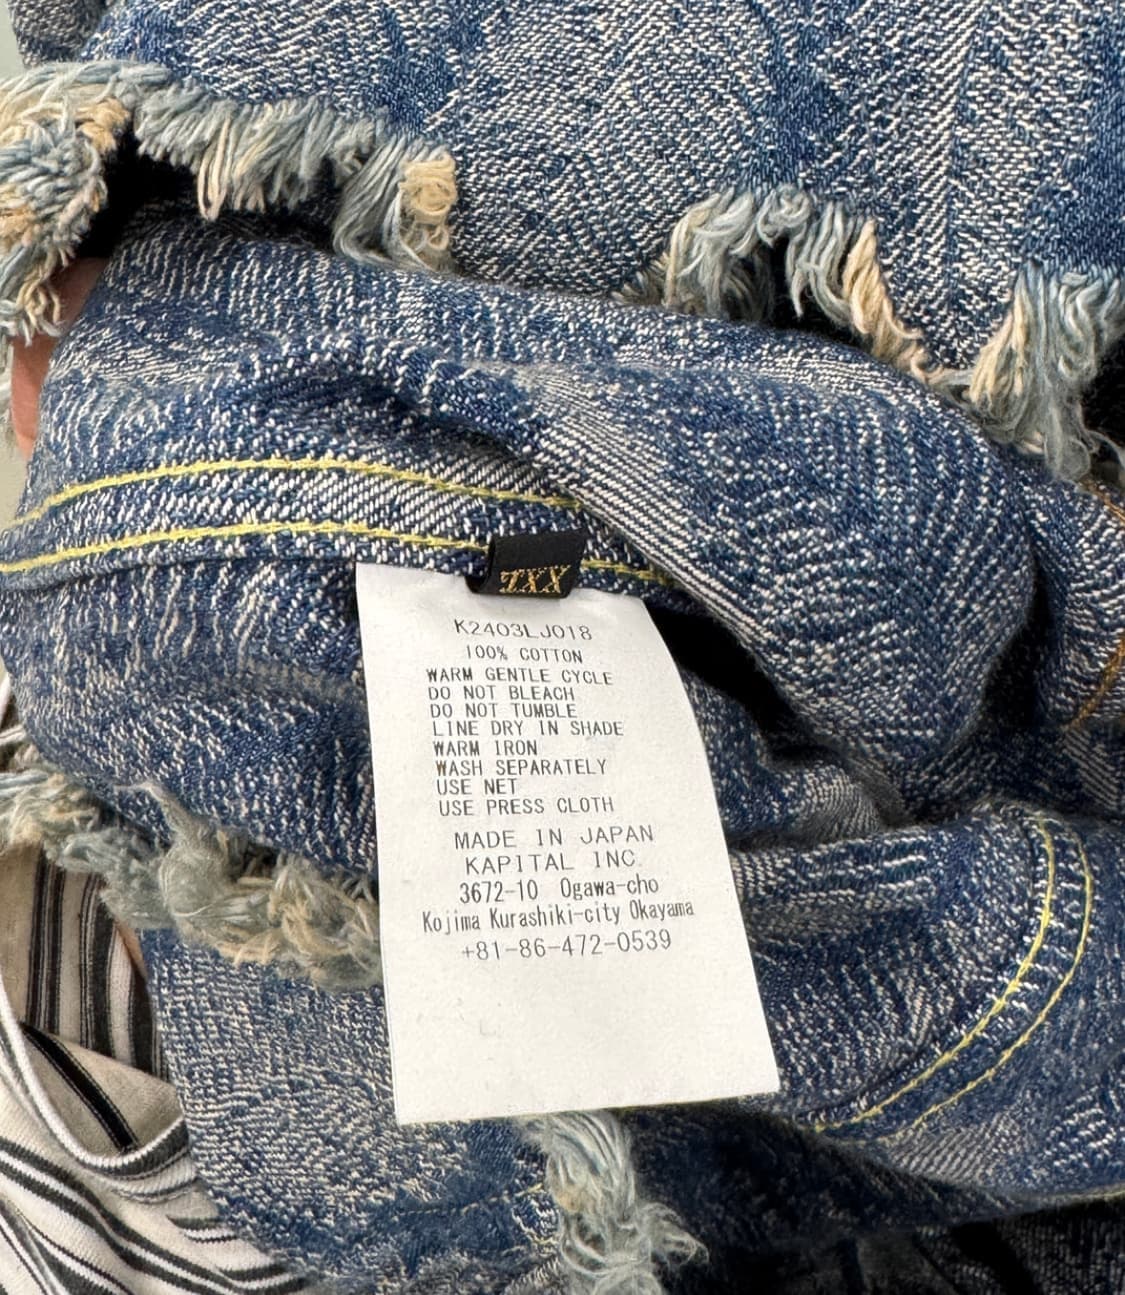 XXL
K2403LJ018
100% COTTON
WARM GENTLE CYCLE
DO NOT BLEACH
DO NOT TUMBLE
LINE DRY IN SHADE
WARM IRON
WASH SEPARATELY
USE NET
USE PRESS CLOTH
MADE IN JAPAN
KAPITAL INC.
3672-10 Ogawa-cho
Kojima Kurashiki-city Okayama
+81-86-472-0539